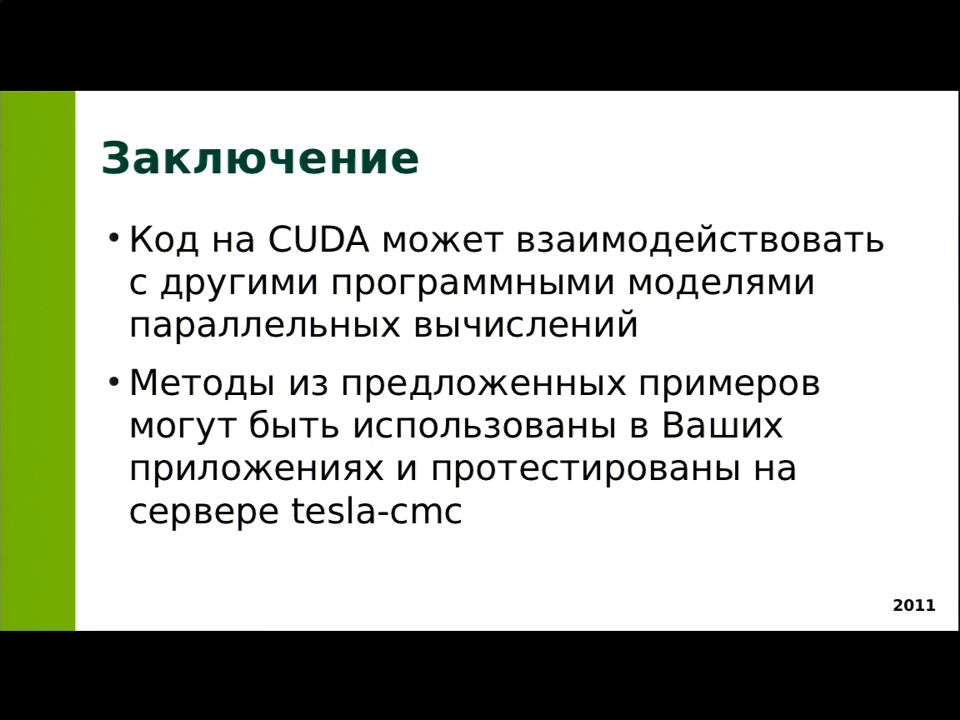 Заключение
• Код на CUDA может взаимодействовать
с другими программными моделями
параллельных вычислений
• Методы из предложенных примеров
могут быть использованы в Ваших
приложениях и протестированы на
сервере tesla-cmc
2011